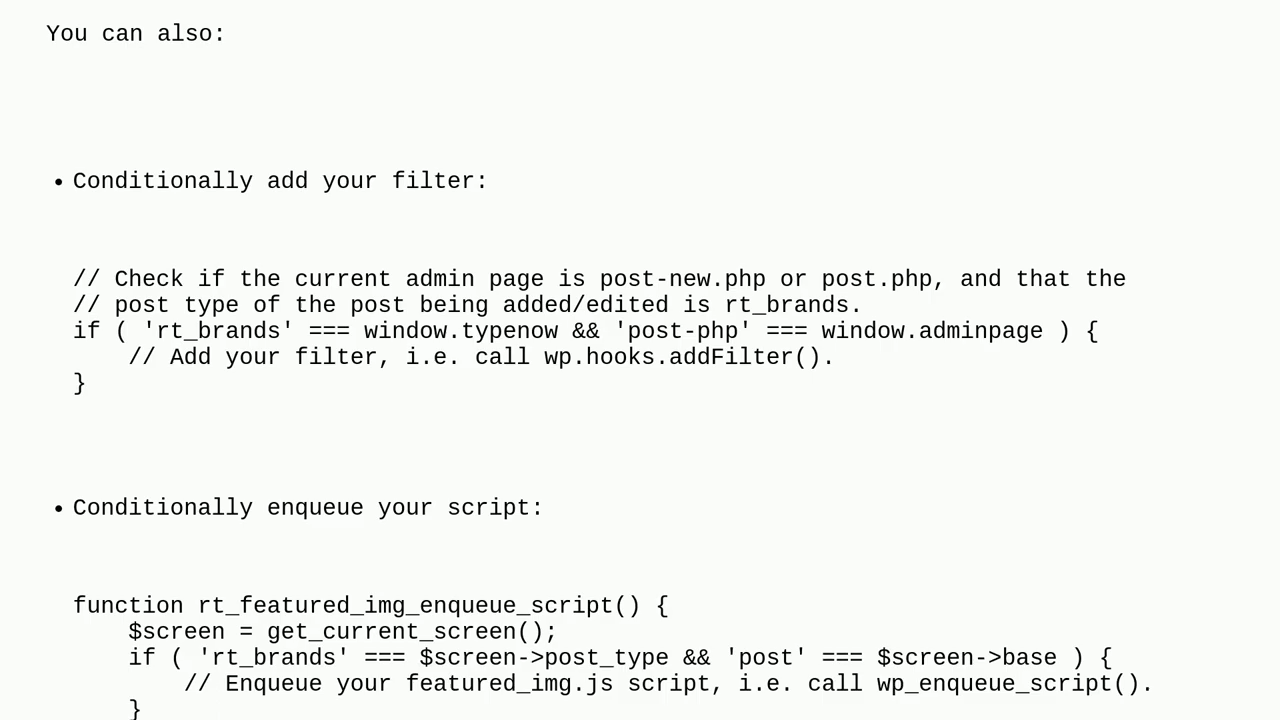 You can also:
• Conditionally add your filter:
// Check if the current admin page is post-new.php or post.php, and that the
// post type of the post being added/edited is rt_brands.
if ( 'rt_brands' === window.typenow && 'post-php' === window.adminpage ) {
    // Add your filter, i.e. call wp.hooks.addFilter().
}
• Conditionally enqueue your script:
function rt_featured_img_enqueue_script() {
    $screen = get_current_screen();
    if ( 'rt_brands' === $screen->post_type && 'post' === $screen->base ) {
        // Enqueue your featured_img.js script, i.e. call wp_enqueue_script().
    }